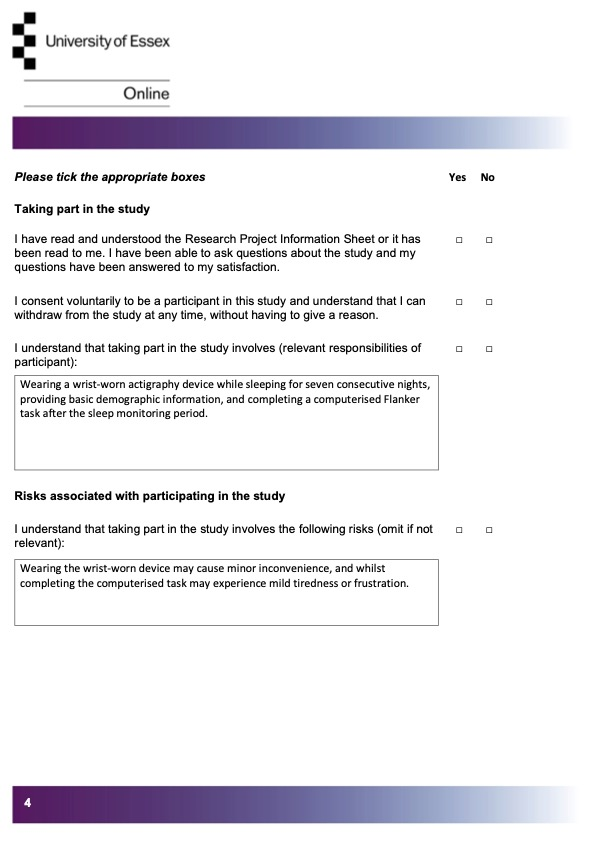 University of Essex
Online
Please tick the appropriate boxes Yes No
Taking part in the study
I have read and understood the Research Project Information Sheet or it has
been read to me. I have been able to ask questions about the study and my
questions have been answered to my satisfaction.
I consent voluntarily to be a participant in this study and understand that I can
withdraw from the study at any time, without having to give a reason.
I understand that taking part in the study involves (relevant responsibilities of
participant):
Wearing a wrist-worn actigraphy device while sleeping for seven consecutive nights,
providing basic demographic information, and completing a computerised Flanker
task after the sleep monitoring period.
Risks associated with participating in the study
I understand that taking part in the study involves the following risks (omit if not
relevant):
Wearing the wrist-worn device may cause minor inconvenience, and whilst
completing the computerised task may experience mild tiredness or frustration.
4